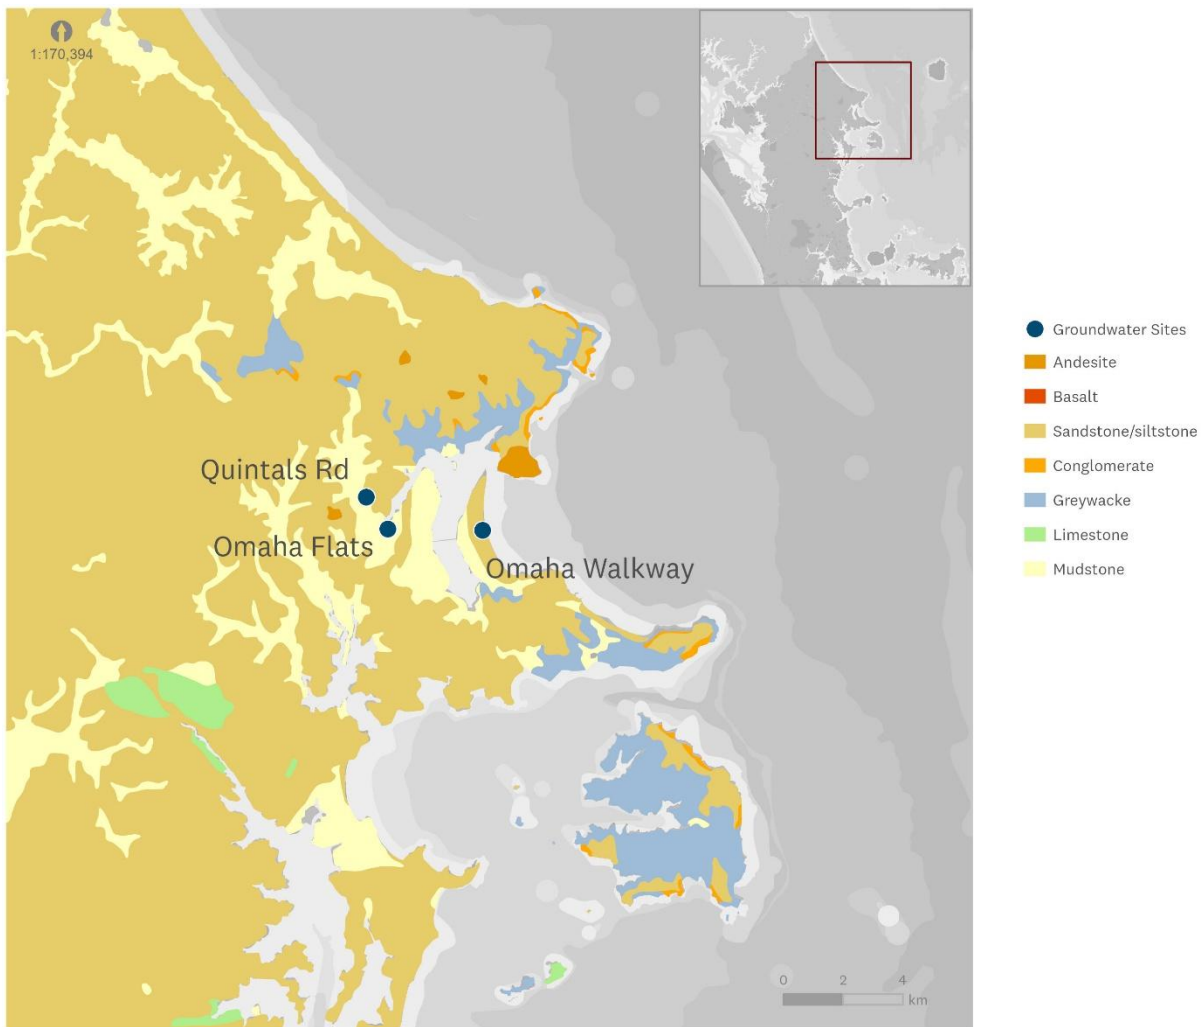 1:170,394
Groundwater Sites
Andesite
Basalt
Sandstone/siltstone
Conglomerate
Greywacke
Limestone
Mudstone
Quintals Rd
Omaha Flats
Omaha Walkway
0 2 4
km